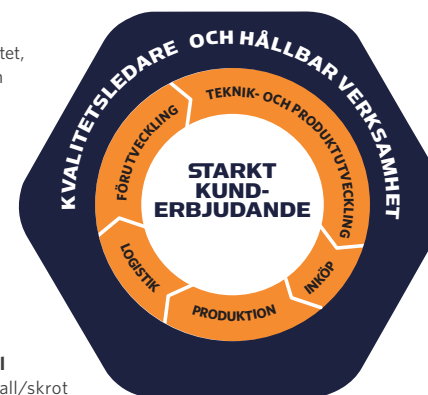 tet,
KVALITETSLEDARE OCH HÅLLBAR VERKSAMHET
FÖRUTVECKLING
TEKNIK- OCH PRODUKTUTVECKLING
STARKT
KUND-
ERBJUDANDE
LOGISTIK
INKÖP
PRODUKTION
all/skrot